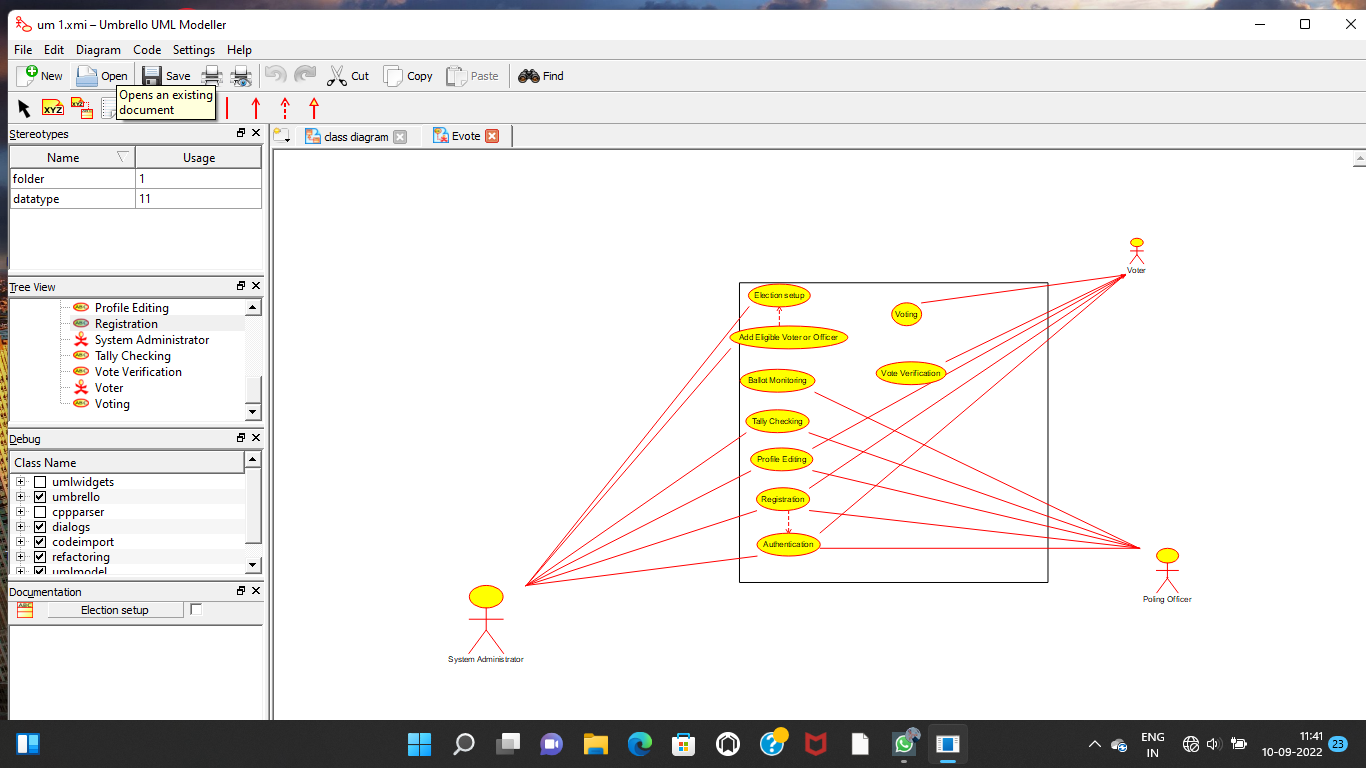 um 1.xmi – Umbrello UML Modeller
File Edit Diagram Code Settings Help
New Open Save Cut Copy Paste Find
XYZ XYZ
Opens an existing
document
Stereotypes
Name Usage
folder 1
datatype 11
class diagram Evote
Tree View
Profile Editing
Registration
System Administrator
Tally Checking
Vote Verification
Voter
Voting
Debug
Class Name
umlwidgets
umbrello
cppparser
dialogs
codeimport
refactoring
umlmodel
Documentation
Election setup
Voter
Election setup
Voting
Add Eligible Voter or Officer
Vote Verification
Ballot Monitoring
Tally Checking
Profile Editing
Registration
Authentication
Poling Officer
System Administrator
ENG
IN
11:41
10-09-2022
23